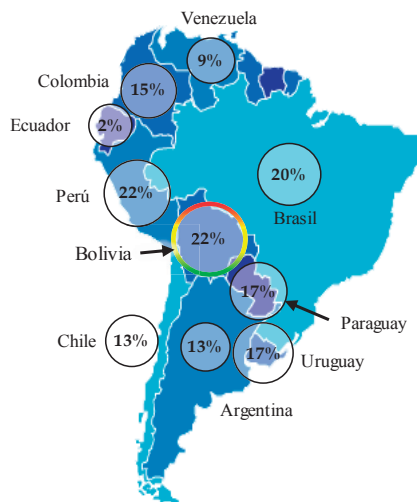 Venezuela
9%
Colombia
15%
Ecuador
2%
20%
Perú
22%
Brasil
22%
Bolivia
17%
Paraguay
Chile
13%
13%
17%
Uruguay
Argentina